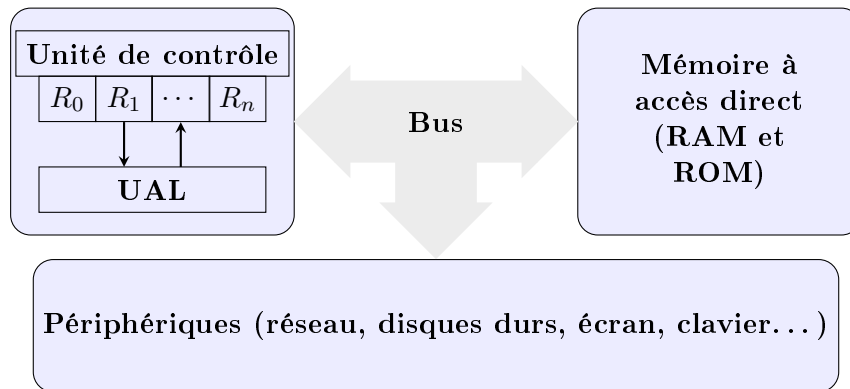 Unité de contrôle
R0 R1 ⋯ Rn
UAL
Bus
Mémoire à
accès direct
(RAM et
ROM)
Périphériques (réseau, disques durs, écran, clavier...)